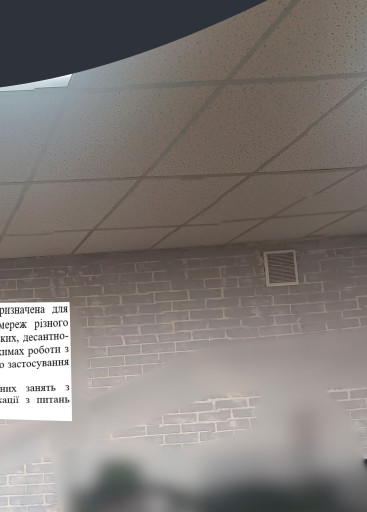 ризначена для
мереж різного
ких, десантно-
жимах роботи з
о застосування
них занять з
кації з питань